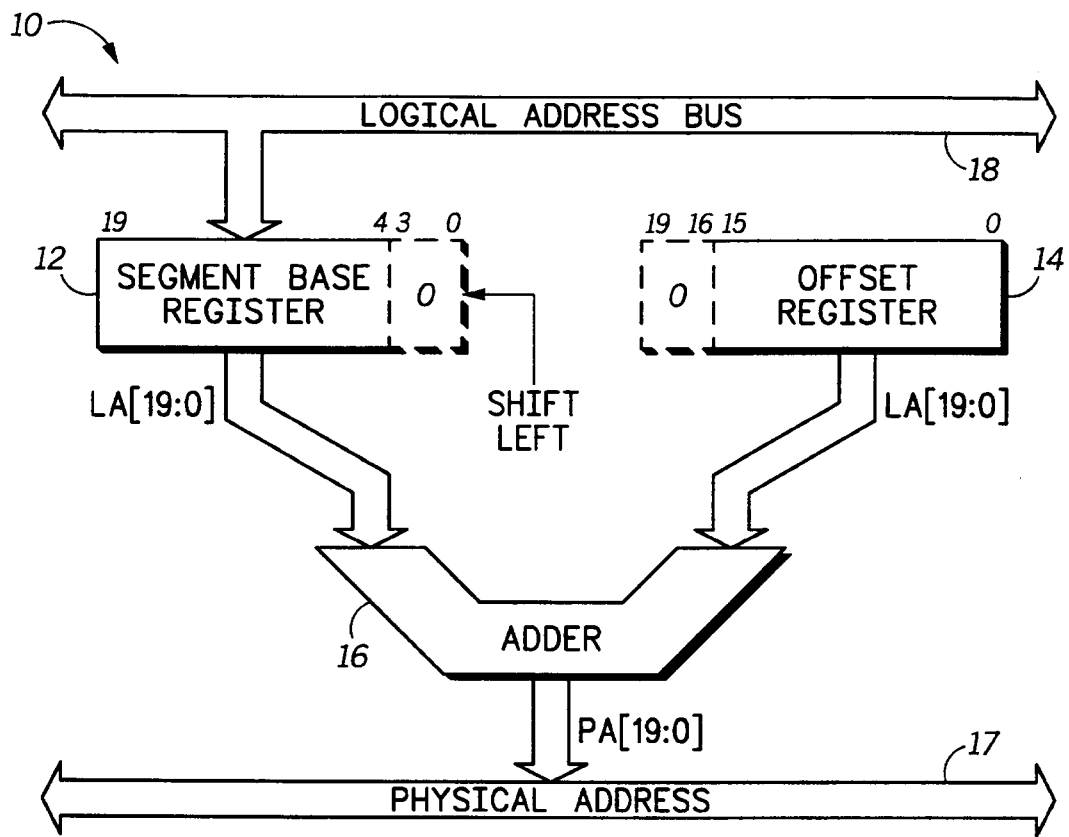 10
LOGICAL ADDRESS BUS
18
19 4 3 0
19 16 15 0
12
SEGMENT BASE
REGISTER
0
0
OFFSET
REGISTER
14
LA[19:0]
SHIFT
LEFT
LA[19:0]
16
ADDER
PA[19:0]
17
PHYSICAL ADDRESS